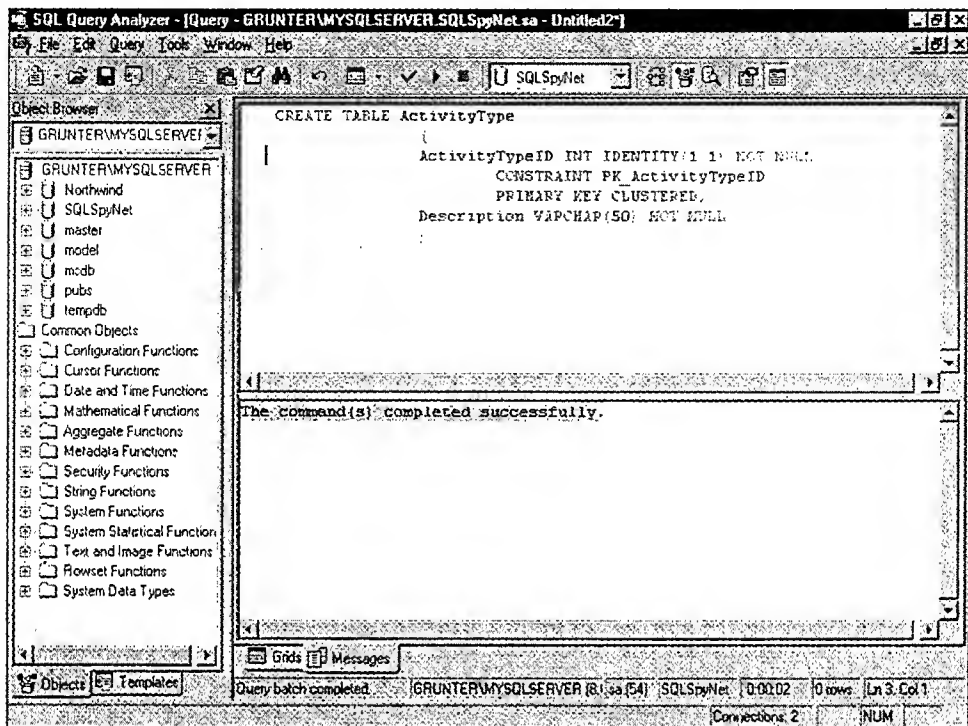 SQL Query Analyzer - [Query - GRUNTER\MYSQLSERVER.SQLSpyNet.sa - Untitled2*]
File Edit Query Tools Window Help
SQLSpyNet
Object Browser
GRUNTER\MYSQLSERVER
GRUNTER\MYSQLSERVER
Northwind
SQLSpyNet
master
model
msdb
pubs
tempdb
Common Objects
Configuration Functions
Cursor Functions
Date and Time Functions
Mathematical Functions
Aggregate Functions
Metadata Functions
Security Functions
String Functions
System Functions
System Statistical Function
Text and Image Functions
Rowset Functions
System Data Types
Objects Templates
CREATE TABLE ActivityType
(
ActivityTypeID INT IDENTITY(1 1) NOT NULL
CONSTRAINT PK_ActivityTypeID
PRIMARY KEY CLUSTERED,
Description VARCHAR(50) NOT NULL
The command(s) completed successfully.
Grids Messages
Query batch completed. GRUNTER\MYSQLSERVER (8.0) sa (54) SQLSpyNet 0:00:02 0 rows Ln 3, Col 1
Connections: 2 NUM